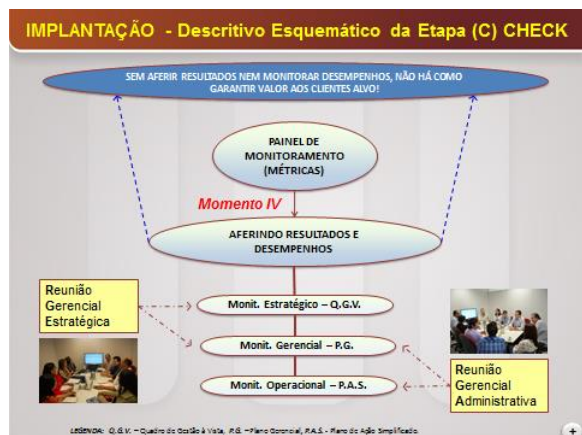 IMPLANTAÇÃO - Descritivo Esquemático da Etapa (C) CHECK
SEM AFERIR RESULTADOS NEM MONITORAR DESEMPENHOS, NÃO HÁ COMO
GARANTIR VALOR AOS CLIENTES ALVO!
PAINEL DE
MONITORAMENTO
(MÉTRICAS)
Momento IV
AFERINDO RESULTADOS E
DESEMPENHOS
Reunião
Gerencial
Estratégica
Monit. Estratégico – Q.G.V.
Monit. Gerencial – P.G.
Monit. Operacional – P.A.S.
Reunião
Gerencial
Administrativa
LEGENDA: Q.G.V. – Quadro de Gestão à Vista, P.G. – Plano Gerencial, P.A.S. - Plano de Ação Simplificado.